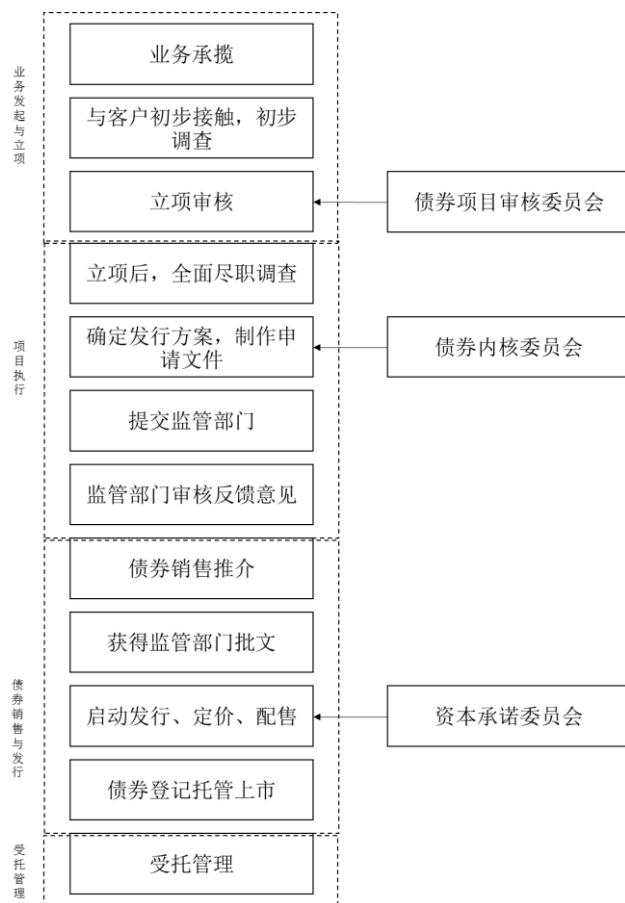 业务发起与立项
业务承揽
与客户初步接触，初步
调查
立项审核
债券项目审核委员会
项目执行
立项后，全面尽职调查
确定发行方案，制作申
请文件
债券内核委员会
提交监管部门
监管部门审核反馈意见
债券销售与发行
债券销售推介
获得监管部门批文
启动发行、定价、配售
资本承诺委员会
债券登记托管上市
受托管理
受托管理